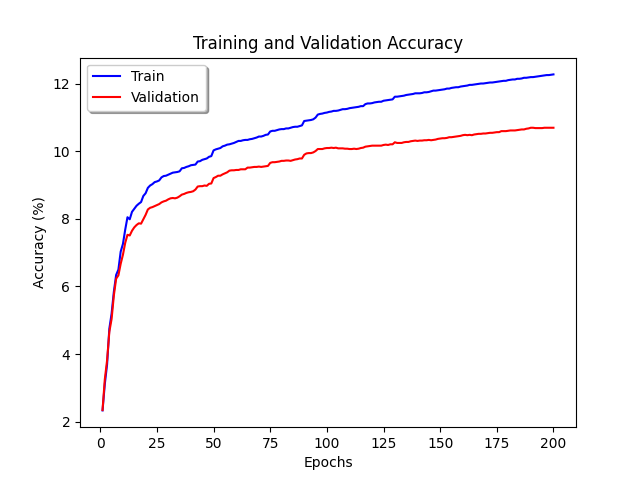 Training and Validation Accuracy
Train
Validation
12
10
8
6
4
2
Accuracy (%)
0 25 50 75 100 125 150 175 200
Epochs